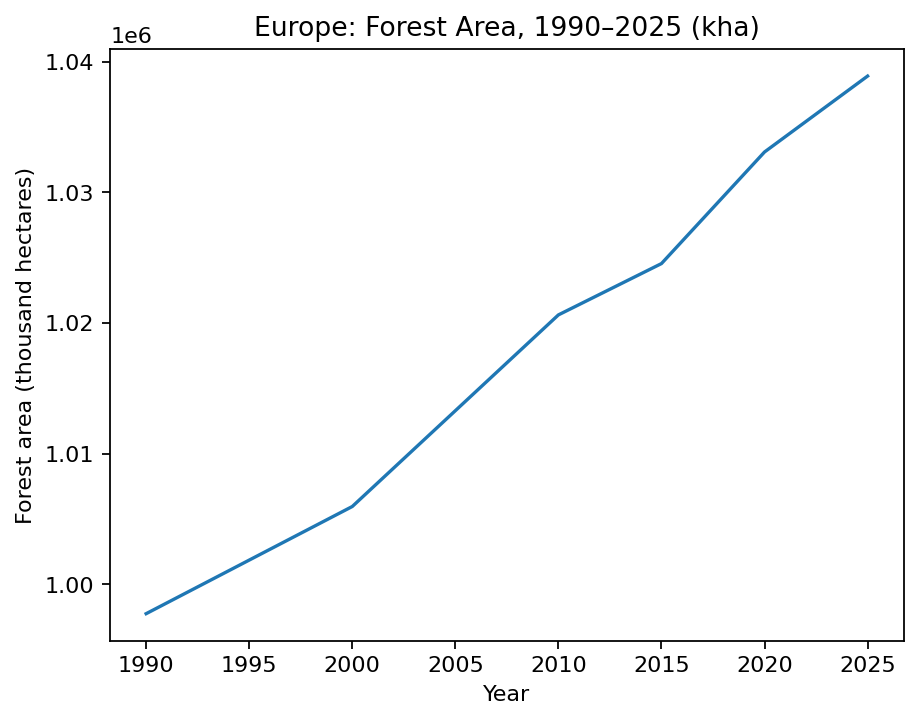 Europe: Forest Area, 1990–2025 (kha)
1e6
1.04
1.03
1.02
1.01
1.00
Forest area (thousand hectares)
1990 1995 2000 2005 2010 2015 2020 2025
Year